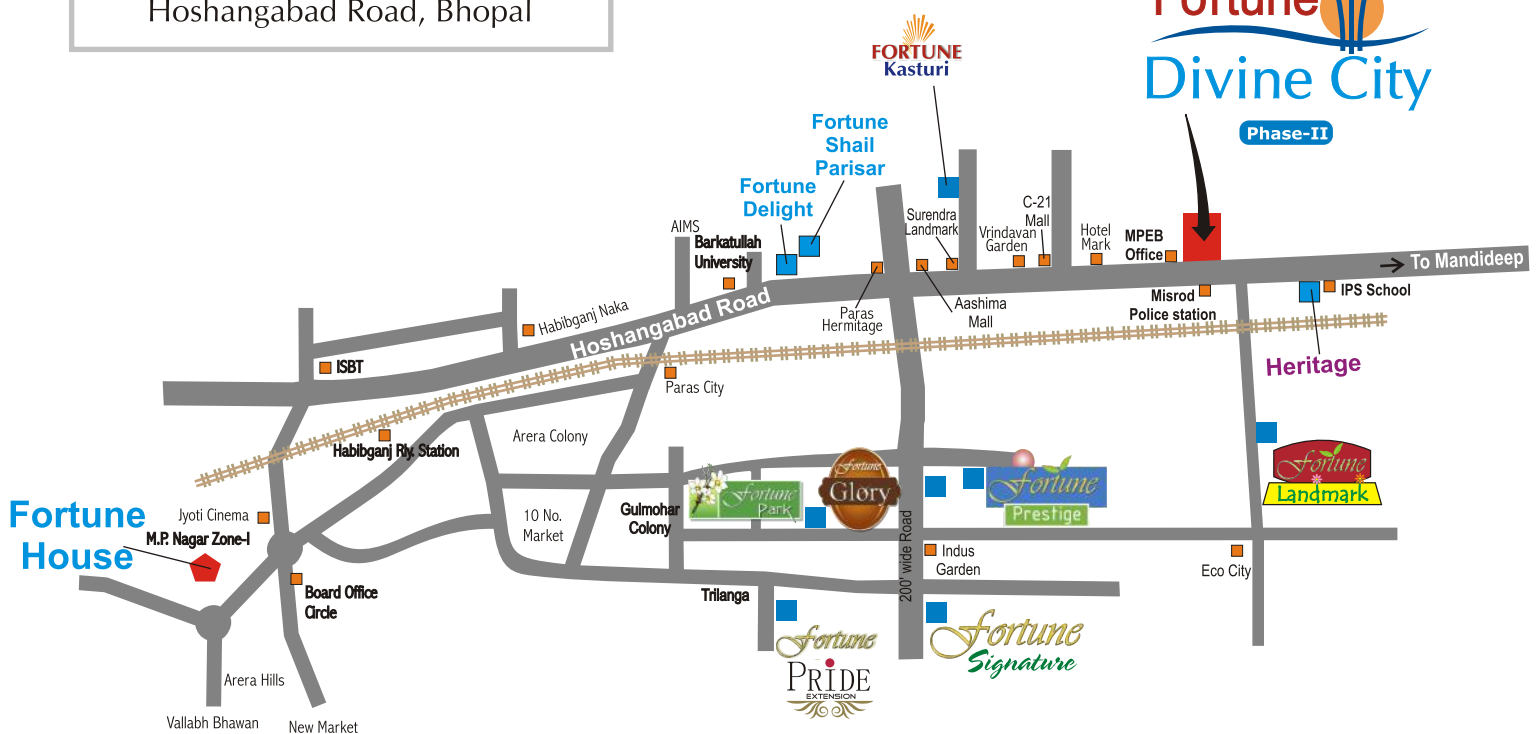 Hoshangabad Road, Bhopal
Fortune
Divine City
Phase-II
FORTUNE
Kasturi
Fortune
Shail
Parisar
Fortune
Delight
AIMS
Barkatullah
University
Surendra
Landmark
Vrindavan
Garden
C-21
Mall
Hotel
Mark
MPEB
Office
To Mandideep
Habibganj Naka
Hoshangabad Road
Paras
Hermitage
Aashima
Mall
Misrod
Police station
IPS School
Heritage
ISBT
Paras City
Habibganj Rly. Station
Arera Colony
Fortune
Landmark
Fortune
House
Jyoti Cinema
M.P. Nagar Zone-I
10 No.
Market
Gulmohar
Colony
Fortune
Park
Fortune
Glory
Fortune
Prestige
200' wide Road
Indus
Garden
Eco City
Board Office
Circle
Trilanga
Fortune
PRIDE
EXTENSION
Fortune
Signature
Arera Hills
Vallabh Bhawan
New Market